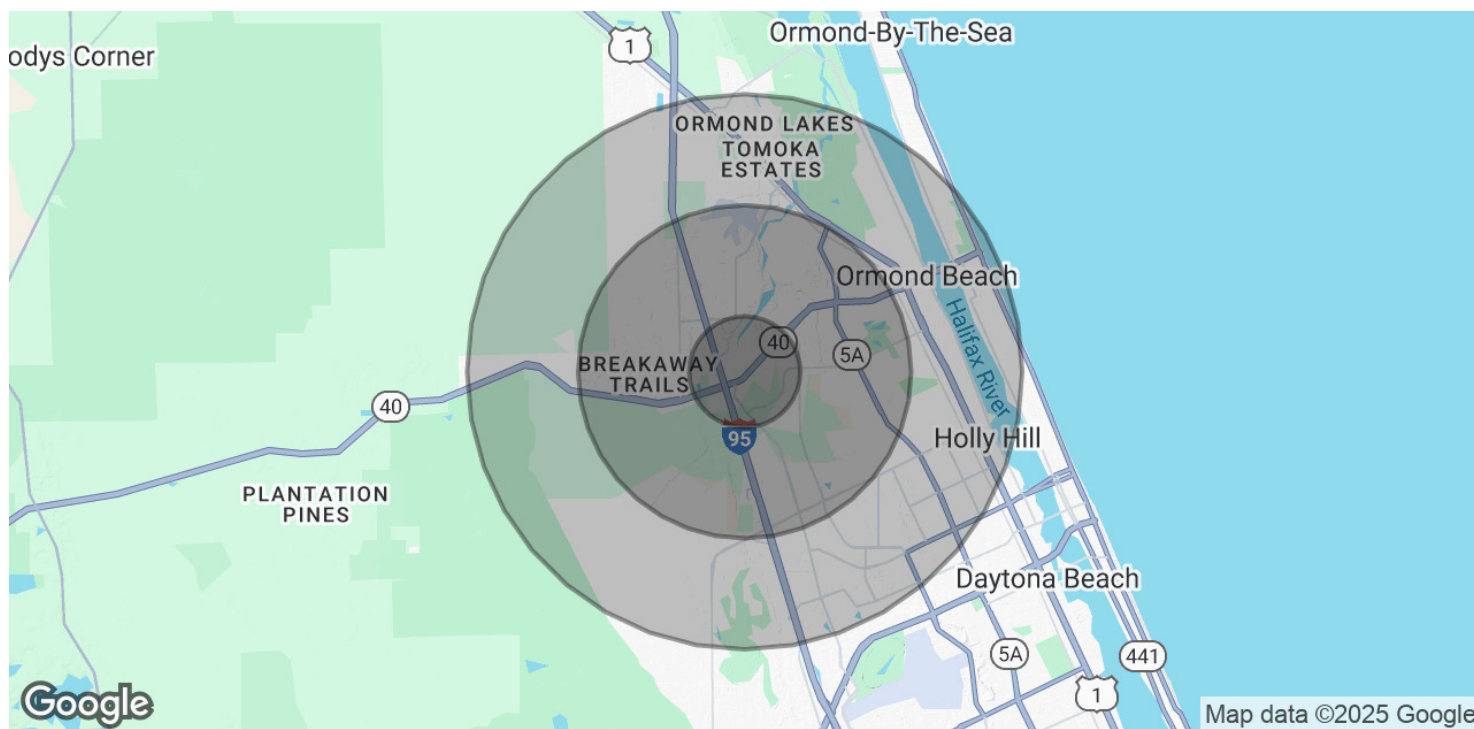 Ormond-By-The-Sea
1
odys Corner
ORMOND LAKES
TOMOKA
ESTATES
Ormond Beach
Halifax River
40
5A
BREAKAWAY
TRAILS
40
95
Holly Hill
PLANTATION
PINES
Daytona Beach
5A
441
1
Google
Map data ©2025 Google